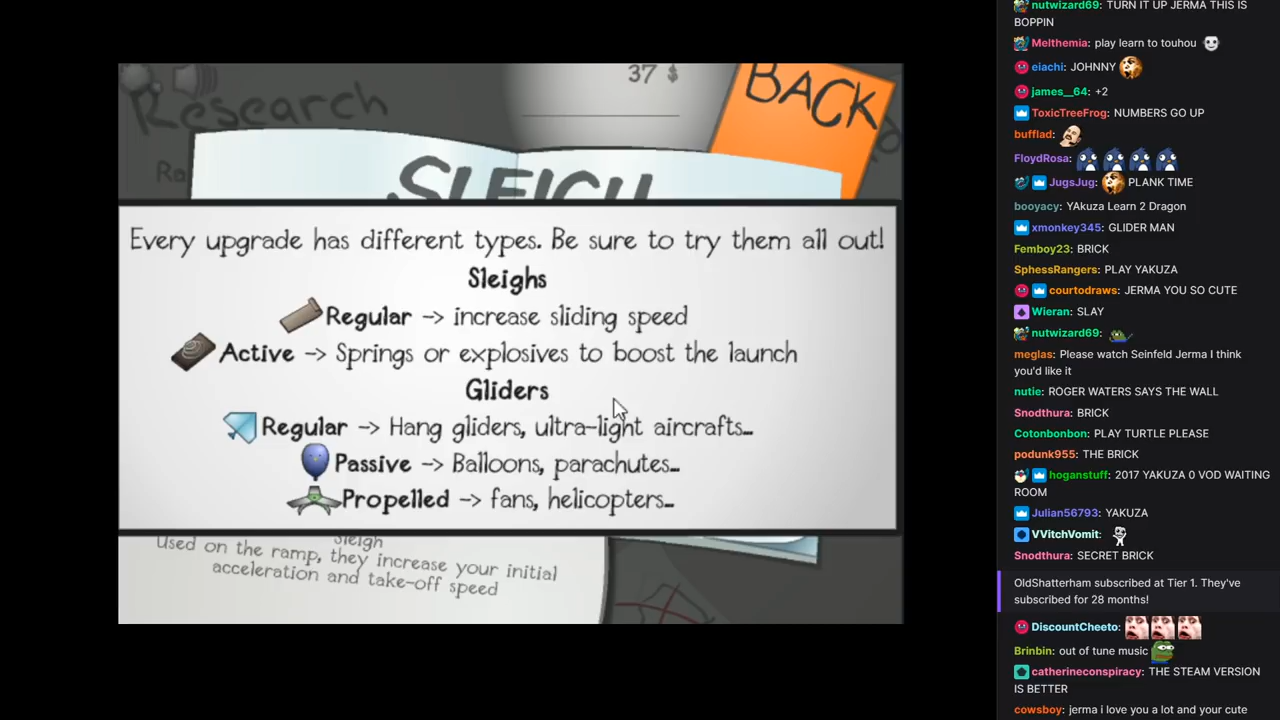 Research
37 $
BACK
Ra
SLEIGH
Every upgrade has different types. Be sure to try them all out!
Sleighs
Regular -> increase sliding speed
Active -> Springs or explosives to boost the launch
Gliders
Regular -> Hang gliders, ultra-light aircrafts...
Passive -> Balloons, parachutes...
Propelled -> fans, helicopters...
Sleigh
Used on the ramp, they increase your initial
acceleration and take-off speed
nutwizard69: TURN IT UP JERMA THIS IS
BOPPIN
Melthemia: play learn to touhou
eiachi: JOHNNY
james__64: +2
ToxicTreeFrog: NUMBERS GO UP
bufflad:
FloydRosa:
JugsJug: PLANK TIME
booyacy: YAkuza Learn 2 Dragon
xmonkey345: GLIDER MAN
Femboy23: BRICK
SphessRangers: PLAY YAKUZA
courtodraws: JERMA YOU SO CUTE
Wieran: SLAY
nutwizard69:
meglas: Please watch Seinfeld Jerma I think
you'd like it
nutie: ROGER WATERS SAYS THE WALL
Snodthura: BRICK
Cotonbonbon: PLAY TURTLE PLEASE
podunk955: THE BRICK
hoganstuff: 2017 YAKUZA 0 VOD WAITING
ROOM
Julian56793: YAKUZA
VVitchVomit:
Snodthura: SECRET BRICK
OldShatterham subscribed at Tier 1. They've
subscribed for 28 months!
DiscountCheeto:
Brinbin: out of tune music
catherineconspiracy: THE STEAM VERSION
IS BETTER
cowsboy: jerma i love you a lot and your cute